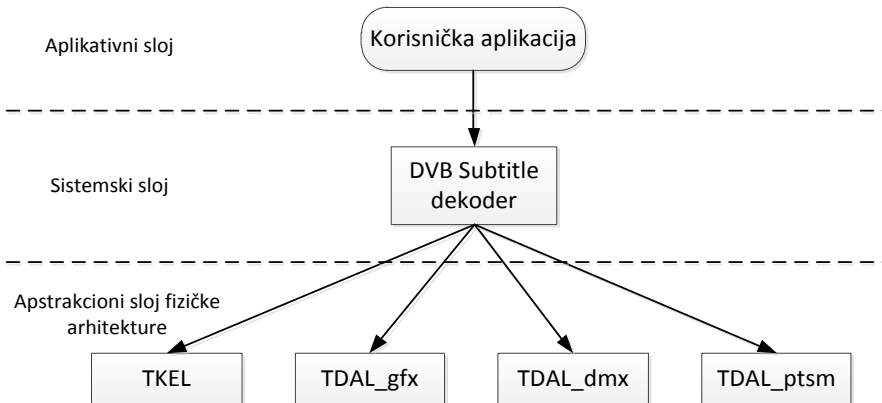 Aplikativni sloj
Korisnička aplikacija
Sistemski sloj
DVB Subtitle
dekoder
Apstrakcioni sloj fizičke
arhitekture
TKEL
TDAL_gfx
TDAL_dmx
TDAL_ptsm